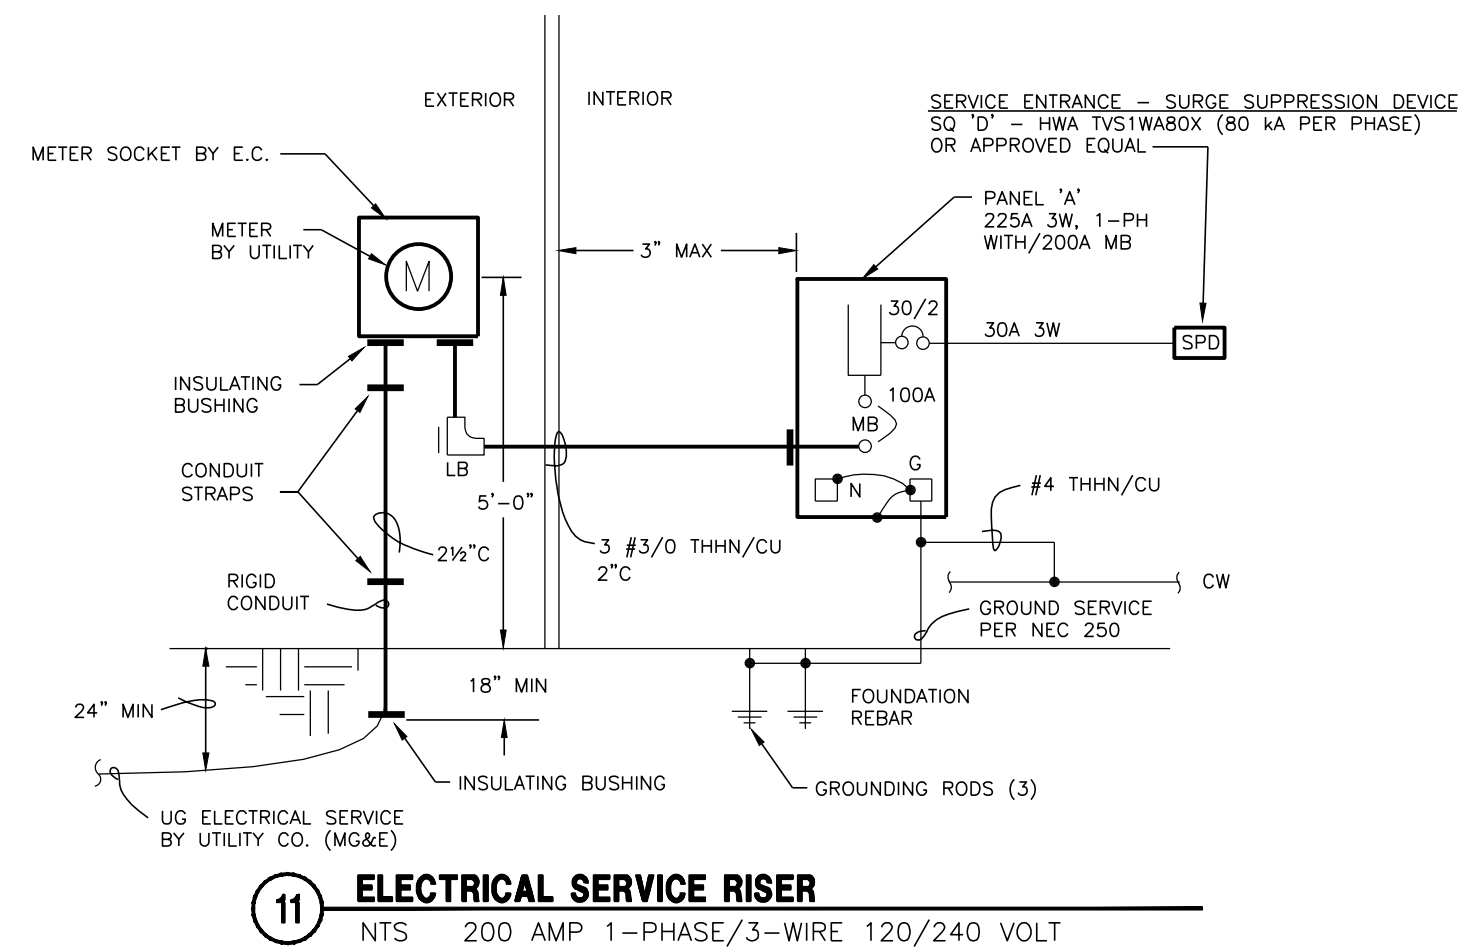 EXTERIOR
INTERIOR
SERVICE ENTRANCE – SURGE SUPPRESSION DEVICE
SQ 'D' – HWA TVS1WA80X (80 kA PER PHASE)
OR APPROVED EQUAL
METER SOCKET BY E.C.
PANEL 'A'
225A 3W, 1–PH
WITH/200A MB
METER
BY UTILITY
3" MAX
M
30/2
30A 3W
SPD
INSULATING
BUSHING
100A
MB
LB
CONDUIT
STRAPS
G
N
#4 THHN/CU
5'–0"
2½"C
3 #3/0 THHN/CU
2"C
RIGID
CONDUIT
CW
GROUND SERVICE
PER NEC 250
18" MIN
24" MIN
FOUNDATION
REBAR
INSULATING BUSHING
GROUNDING RODS (3)
UG ELECTRICAL SERVICE
BY UTILITY CO. (MG&E)
11
ELECTRICAL SERVICE RISER
NTS 200 AMP 1–PHASE/3–WIRE 120/240 VOLT